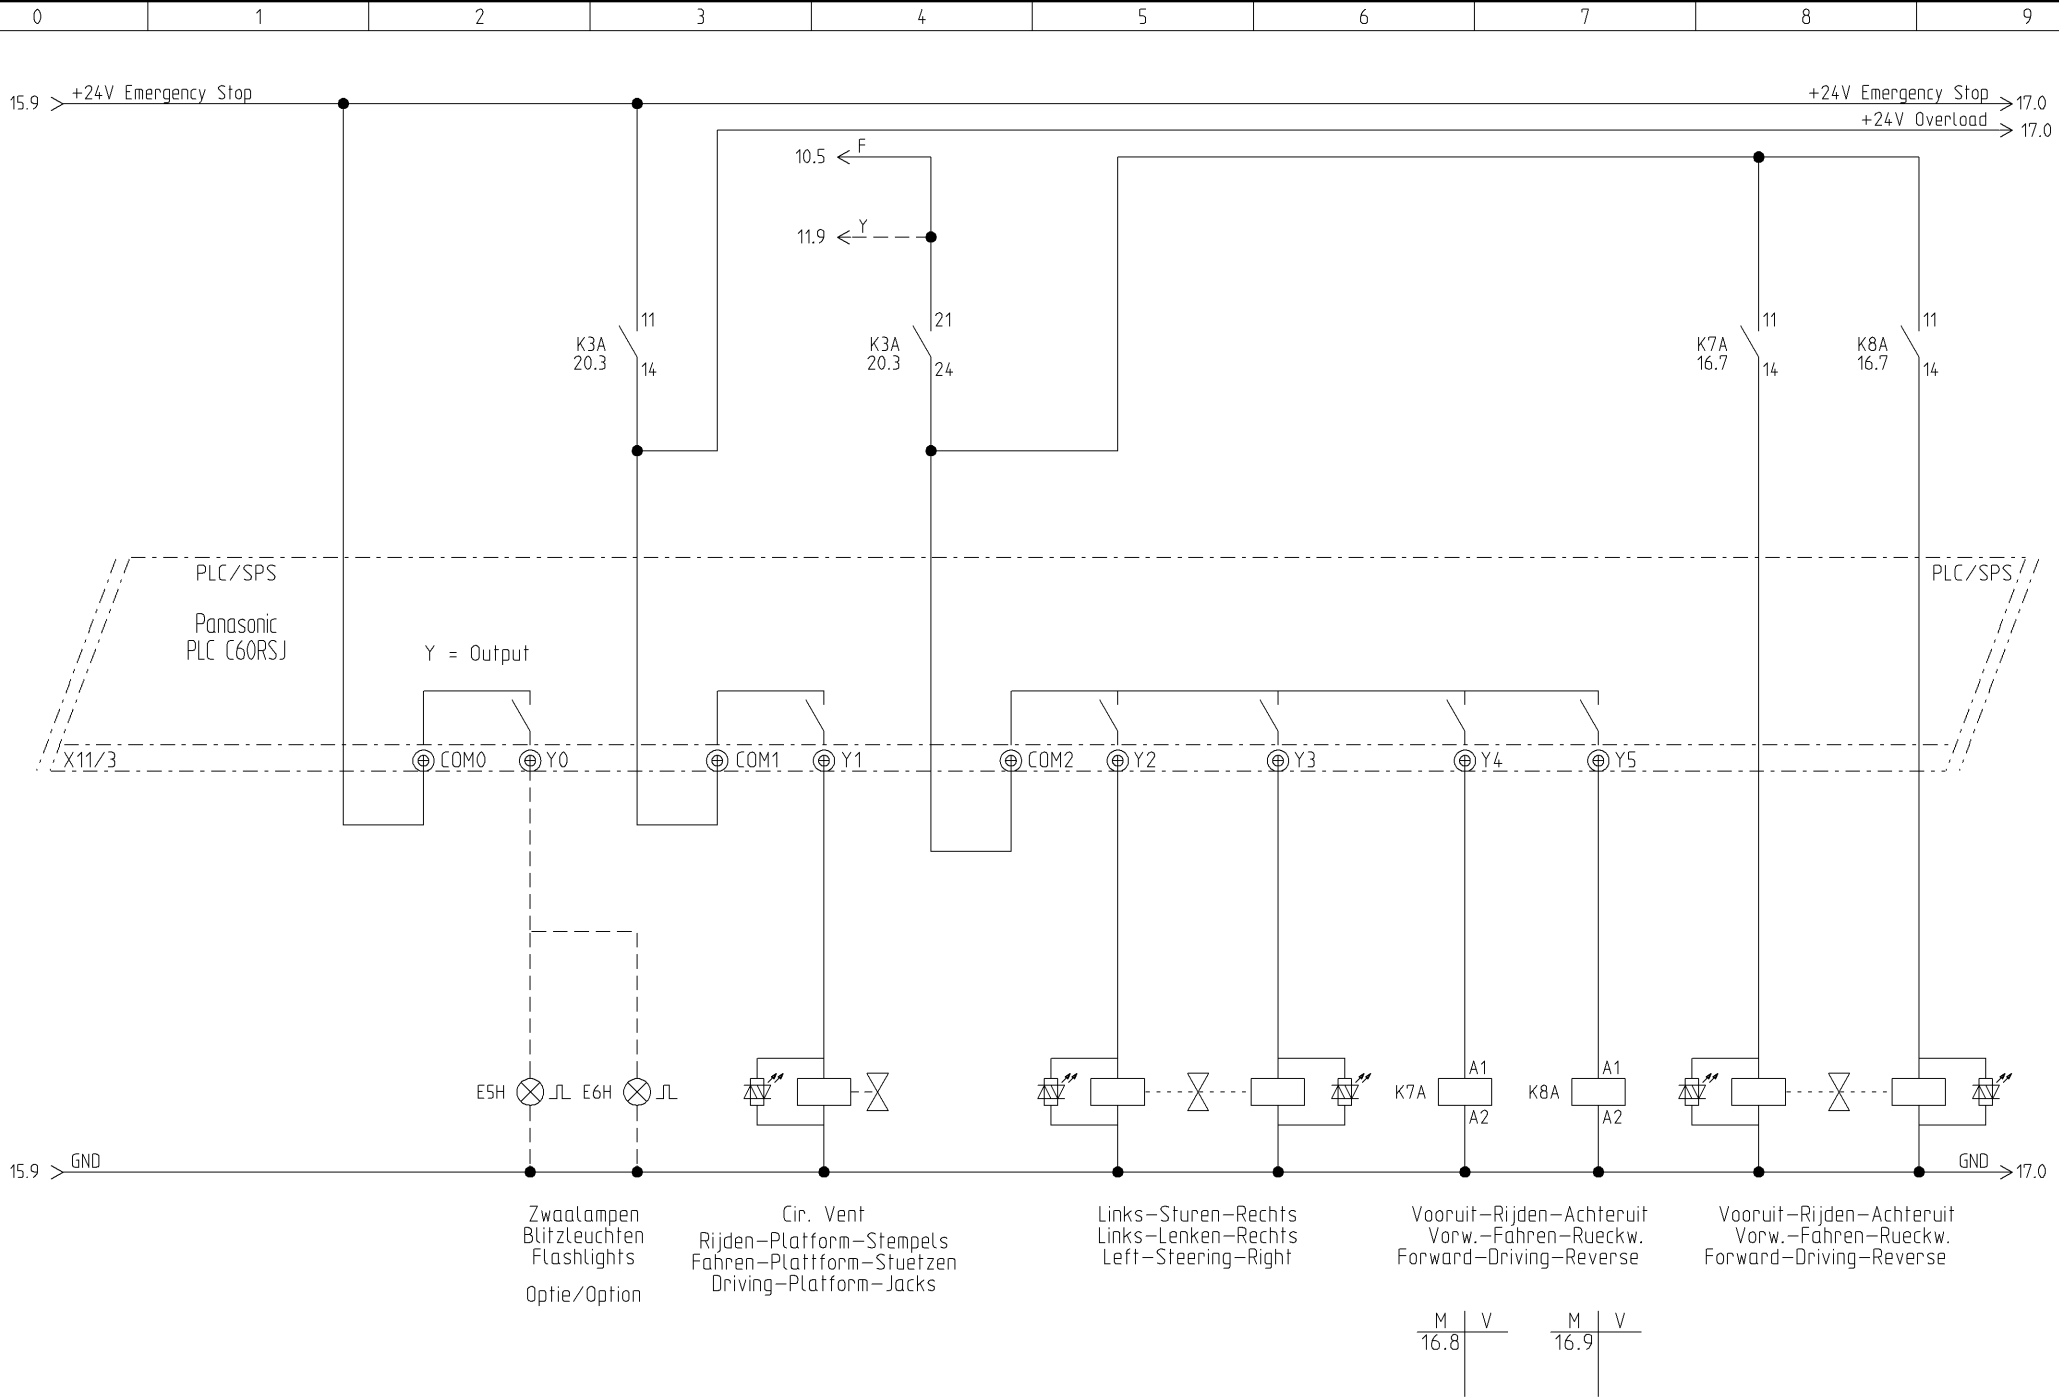 0 1 2 3 4 5 6 7 8 9
15.9 +24V Emergency Stop +24V Emergency Stop 17.0
+24V Overload 17.0
10.5 F
11.9 Y
11 21 11 11
K3A K3A K7A K8A
20.3 20.3 16.7 16.7
14 24 14 14
PLC/SPS PLC/SPS
Panasonic
PLC C60RSJ
Y = Output
X11/3 COM0 Y0 COM1 Y1 COM2 Y2 Y3 Y4 Y5
A1 A1
E5H E6H K7A K8A
A2 A2
15.9 GND GND 17.0
Zwaalampen
Blitzleuchten
Flashlights
Optie/Option
Cir. Vent
Rijden-Platform-Stempels
Fahren-Plattform-Stuetzen
Driving-Platform-Jacks
Links-Sturen-Rechts
Links-Lenken-Rechts
Left-Steering-Right
Vooruit-Rijden-Achteruit
Vorw.-Fahren-Rueckw.
Forward-Driving-Reverse
Vooruit-Rijden-Achteruit
Vorw.-Fahren-Rueckw.
Forward-Driving-Reverse
M V M V
16.8 16.9